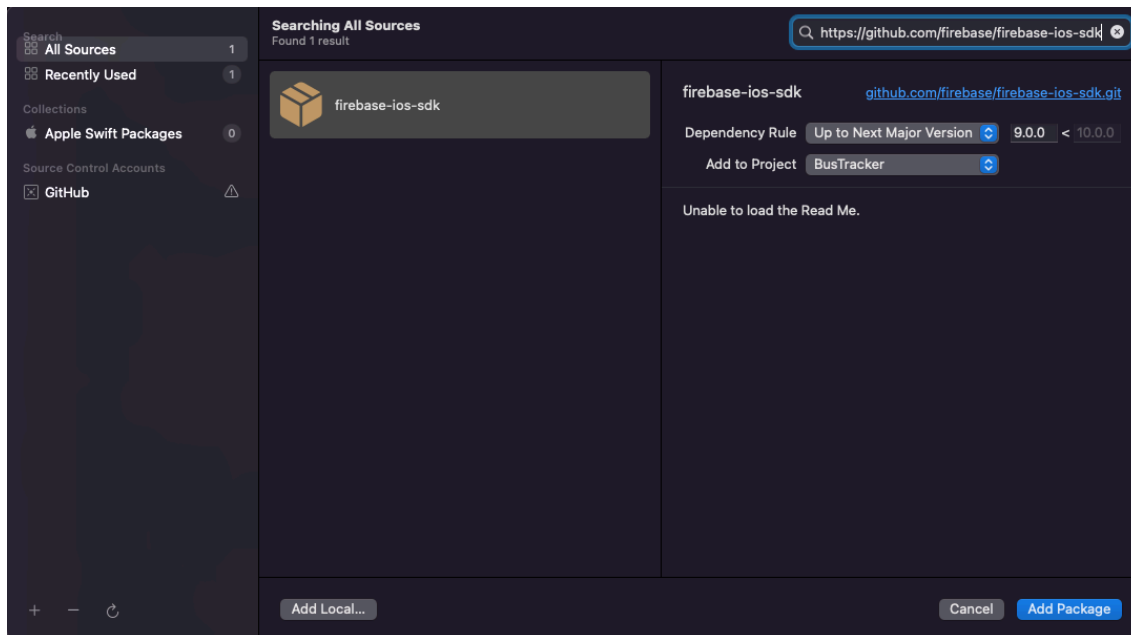 Search
All Sources 1
Recently Used 1
Collections
Apple Swift Packages 0
Source Control Accounts
GitHub
Searching All Sources
Found 1 result
https://github.com/firebase/firebase-ios-sdk
firebase-ios-sdk
firebase-ios-sdk github.com/firebase/firebase-ios-sdk.git
Dependency Rule Up to Next Major Version 9.0.0 < 10.0.0
Add to Project BusTracker
Unable to load the Read Me.
Add Local...
Cancel Add Package